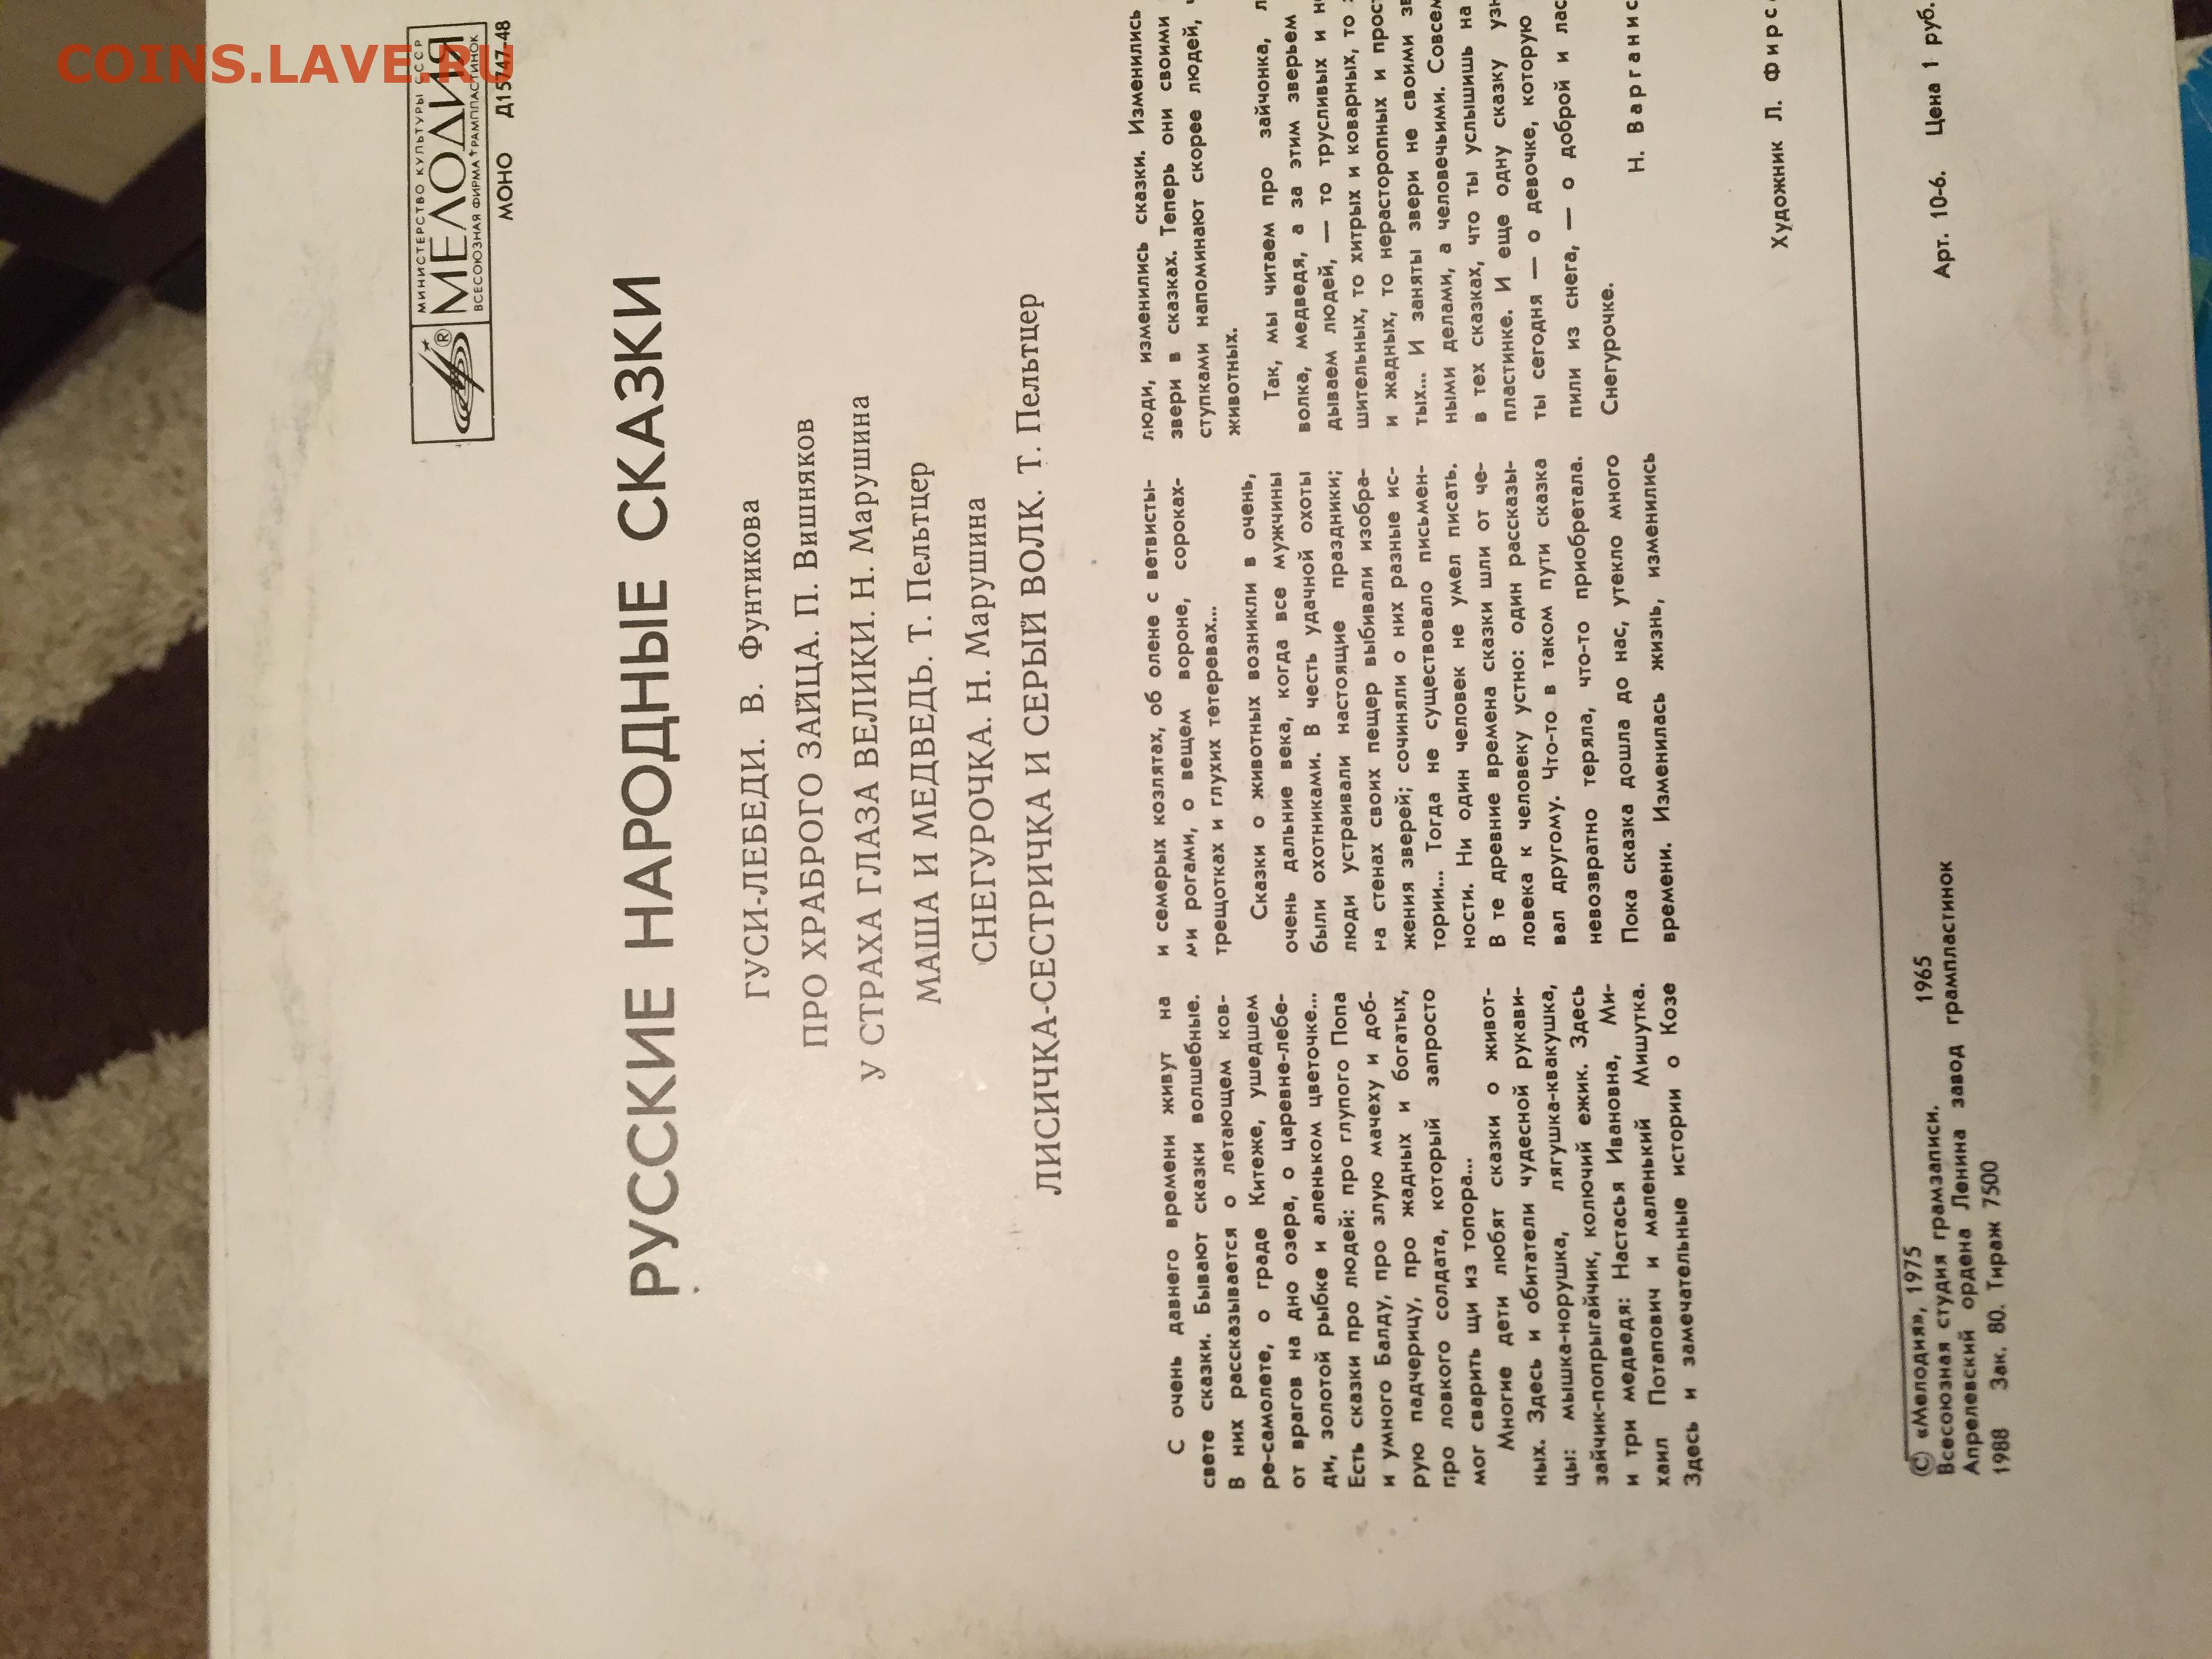 COINS.LAVE.RU
МИНИСТЕРСТВО КУЛЬТУРЫ СССР
МЕЛОДИЯ
ВСЕСОЮЗНАЯ ФИРМА ГРАМПЛАСТИНОК
®
МОНО Д15747-48
РУССКИЕ НАРОДНЫЕ СКАЗКИ
ГУСИ-ЛЕБЕДИ. В. Фунтикова
ПРО ХРАБРОГО ЗАЙЦА. П. Вишняков
У СТРАХА ГЛАЗА ВЕЛИКИ. Н. Марушина
МАША И МЕДВЕДЬ. Т. Пельтцер
СНЕГУРОЧКА. Н. Марушина
ЛИСИЧКА-СЕСТРИЧКА И СЕРЫЙ ВОЛК. Т. Пельтцер
С очень давнего времени живут на
свете сказки. Бывают сказки волшебные.
В них рассказывается о летающем ков-
ре-самолете, о граде Китеже, ушедшем
от врагов на дно озера, о царевне-лебе-
ди, золотой рыбке и аленьком цветочке...
Есть сказки про людей: про глупого Попа
и умного Балду, про злую мачеху и доб-
рую падчерицу, про жадных и богатых,
про ловкого солдата, который запросто
мог сварить щи из топора...
Многие дети любят сказки о живот-
ных. Здесь и обитатели чудесной рукави-
цы: мышка-норушка, лягушка-квакушка,
зайчик-попрыгайчик, колючий ежик. Здесь
и три медведя: Настасья Ивановна, Ми-
хаил Потапович и маленький Мишутка.
Здесь и замечательные истории о Козе
и семерых козлятах, об олене с ветвисты-
ми рогами, о вещем вороне, сороках-
трещотках и глухих тетеревах...
Сказки о животных возникли в очень,
очень дальние века, когда все мужчины
были охотниками. В честь удачной охоты
люди устраивали настоящие праздники;
на стенах своих пещер выбивали изобра-
жения зверей; сочиняли о них разные ис-
тории... Тогда не существовало письмен-
ности. Ни один человек не умел писать.
В те древние времена сказки шли от че-
ловека к человеку устно: один рассказы-
вал другому. Что-то в таком пути сказка
невозвратно теряла, что-то приобретала.
Пока сказка дошла до нас, утекло много
времени. Изменилась жизнь, изменились
люди, изменились сказки. Изменились
звери в сказках. Теперь они своими
ступками напоминают скорее людей,
животных.
Так, мы читаем про зайчонка,
волка, медведя, а за этим зверьем
дываем людей, — то трусливых и
шительных, то хитрых и коварных, то
и жадных, то нерасторопных и
тых... И заняты звери не своими
ными делами, а человечьими. Совсем
в тех сказках, что ты услышишь на
пластинке. И еще одну сказку
ты сегодня — о девочке, которую
пили из снега, — о доброй и
Снегурочке.
Н.
Художник Л.
© «Мелодия», 1975 1965
Всесоюзная студия грамзаписи.
Апрелевский ордена Ленина завод грампластинок
1988 Зак. 80. Тираж 7500
Арт. 10-6. Цена 1 руб.